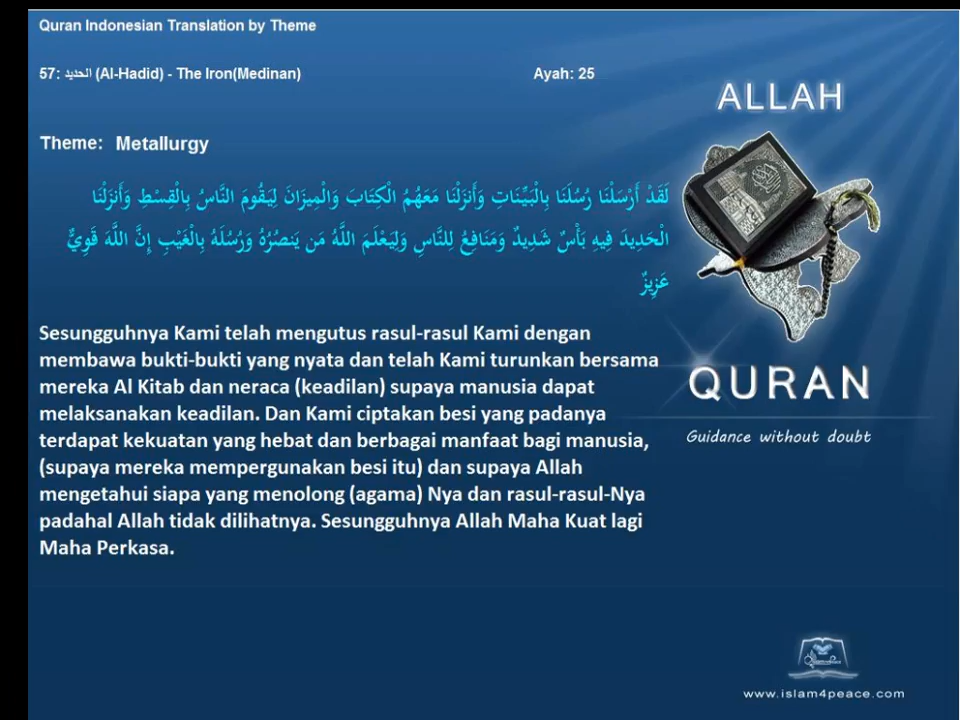 Quran Indonesian Translation by Theme
57: الحديد (Al-Hadid) - The Iron(Medinan)
Ayah: 25
ALLAH
Theme: Metallurgy
لَقَدْ أَرْسَلْنَا رُسُلَنَا بِالْبَيِّنَاتِ وَأَنزَلْنَا مَعَهُمُ الْكِتَابَ وَالْمِيزَانَ لِيَقُومَ النَّاسُ بِالْقِسْطِ وَأَنزَلْنَا
الْحَدِيدَ فِيهِ بَأْسٌ شَدِيدٌ وَمَنَافِعُ لِلنَّاسِ وَلِيَعْلَمَ اللَّهُ مَن يَنصُرُهُ وَرُسُلَهُ بِالْغَيْبِ إِنَّ اللَّهَ قَوِيٌّ
عَزِيزٌ
Sesungguhnya Kami telah mengutus rasul-rasul Kami dengan
membawa bukti-bukti yang nyata dan telah Kami turunkan bersama
mereka Al Kitab dan neraca (keadilan) supaya manusia dapat
melaksanakan keadilan. Dan Kami ciptakan besi yang padanya
terdapat kekuatan yang hebat dan berbagai manfaat bagi manusia,
(supaya mereka mempergunakan besi itu) dan supaya Allah
mengetahui siapa yang menolong (agama) Nya dan rasul-rasul-Nya
padahal Allah tidak dilihatnya. Sesungguhnya Allah Maha Kuat lagi
Maha Perkasa.
QURAN
Guidance without doubt
www.islam4peace.com